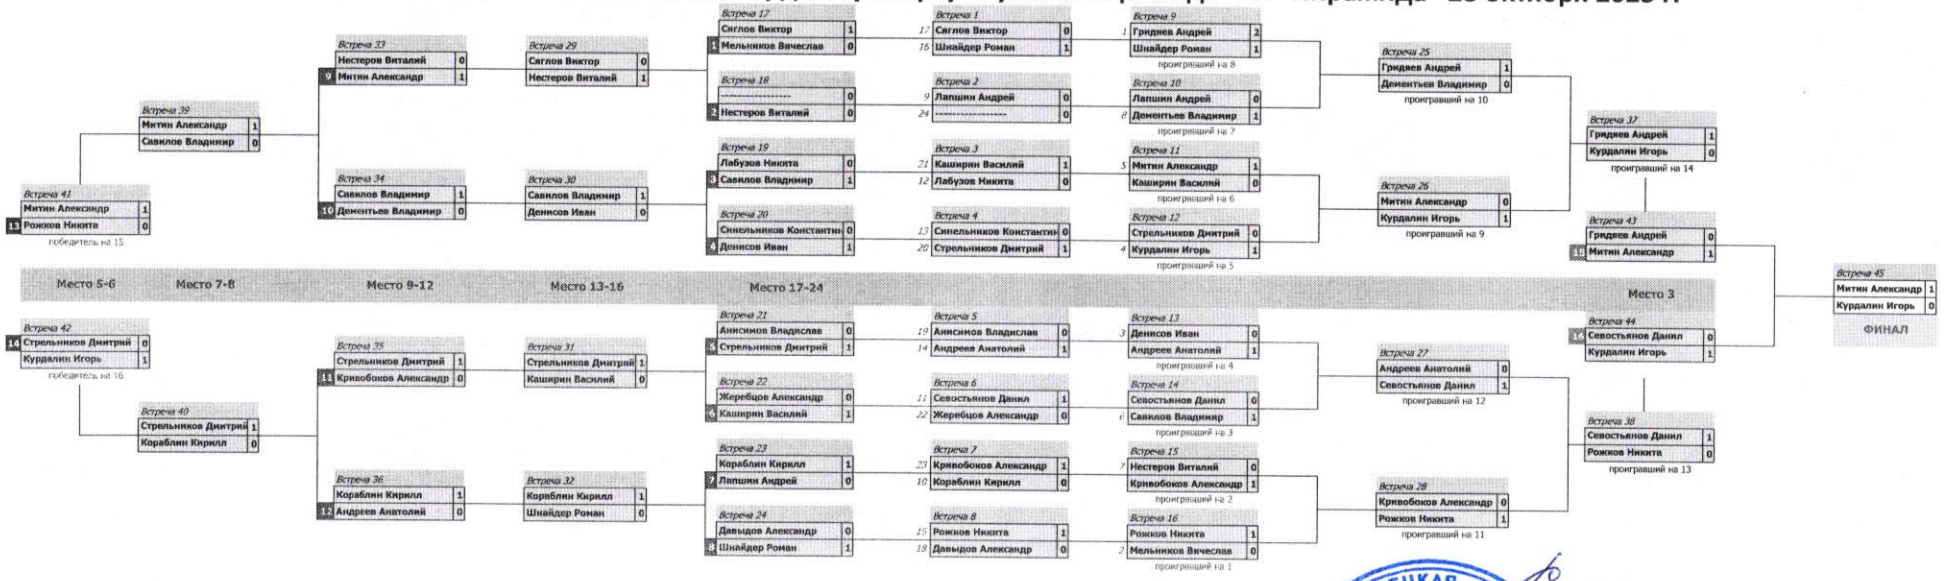 Встреча 17
Сяглов Виктор 1
1 Мельников Вячеслав 0
Встреча 1
17 Сяглов Виктор 0
16 Шнайдер Роман 1
Встреча 9
1 Гридяев Андрей 2
Шнайдер Роман 1
проигравший на 8
Встреча 33
Нестеров Виталий 0
9 Митин Александр 1
Встреча 29
Сяглов Виктор 0
Нестеров Виталий 1
Встреча 25
Гридяев Андрей 1
Дементьев Владимир 0
проигравший на 10
Встреча 18
----------------- 0
2 Нестеров Виталий 0
Встреча 2
9 Лапшин Андрей 0
24 ----------------- 0
Встреча 10
Лапшин Андрей 0
8 Дементьев Владимир 1
проигравший на 7
Встреча 39
Митин Александр 1
Савилов Владимир 0
Встреча 37
Гридяев Андрей 1
Курдалин Игорь 0
проигравший на 14
Встреча 19
Лабузов Никита 0
3 Савилов Владимир 1
Встреча 3
21 Каширин Василий 1
12 Лабузов Никита 0
Встреча 11
5 Митин Александр 1
Каширин Василий 0
проигравший на 6
Встреча 41
Митин Александр 1
13 Рожков Никита 0
победитель на 15
Встреча 34
Савилов Владимир 1
10 Дементьев Владимир 0
Встреча 30
Савилов Владимир 1
Денисов Иван 0
Встреча 26
Митин Александр 0
Курдалин Игорь 1
проигравший на 9
Встреча 20
Синельников Константин 0
4 Денисов Иван 1
Встреча 4
13 Синельников Константин 0
20 Стрельников Дмитрий 1
Встреча 12
Стрельников Дмитрий 0
4 Курдалин Игорь 1
проигравший на 5
Встреча 43
Гридяев Андрей 0
15 Митин Александр 1
Место 5-6 Место 7-8 Место 9-12 Место 13-16 Место 17-24 Место 3
Встреча 45
Митин Александр 1
Курдалин Игорь 0
ФИНАЛ
Встреча 42
14 Стрельников Дмитрий 0
Курдалин Игорь 1
победитель на 16
Встреча 21
Анисимов Владислав 0
5 Стрельников Дмитрий 1
Встреча 5
19 Анисимов Владислав 0
14 Андреев Анатолий 1
Встреча 13
3 Денисов Иван 0
Андреев Анатолий 1
проигравший на 4
Встреча 44
16 Севостьянов Данил 0
Курдалин Игорь 1
Встреча 35
Стрельников Дмитрий 1
11 Кривобоков Александр 0
Встреча 31
Стрельников Дмитрий 1
Каширин Василий 0
Встреча 27
Андреев Анатолий 0
Севостьянов Данил 1
проигравший на 12
Встреча 22
Жеребцов Александр 0
6 Каширин Василий 1
Встреча 6
11 Севостьянов Данил 1
22 Жеребцов Александр 0
Встреча 14
Севостьянов Данил 0
6 Савилов Владимир 1
проигравший на 3
Встреча 40
Стрельников Дмитрий 1
Кораблин Кирилл 0
Встреча 38
Севостьянов Данил 1
Рожков Никита 0
проигравший на 13
Встреча 23
Кораблин Кирилл 1
7 Лапшин Андрей 0
Встреча 7
23 Кривобоков Александр 1
10 Кораблин Кирилл 0
Встреча 15
7 Нестеров Виталий 0
Кривобоков Александр 1
проигравший на 2
Встреча 36
Кораблин Кирилл 1
12 Андреев Анатолий 0
Встреча 32
Кораблин Кирилл 1
Шнайдер Роман 0
Встреча 28
Кривобоков Александр 0
Рожков Никита 1
проигравший на 11
Встреча 24
Давыдов Александр 0
8 Шнайдер Роман 1
Встреча 8
15 Рожков Никита 1
18 Давыдов Александр 0
Встреча 16
Рожков Никита 1
2 Мельников Вячеслав 0
проигравший на 1